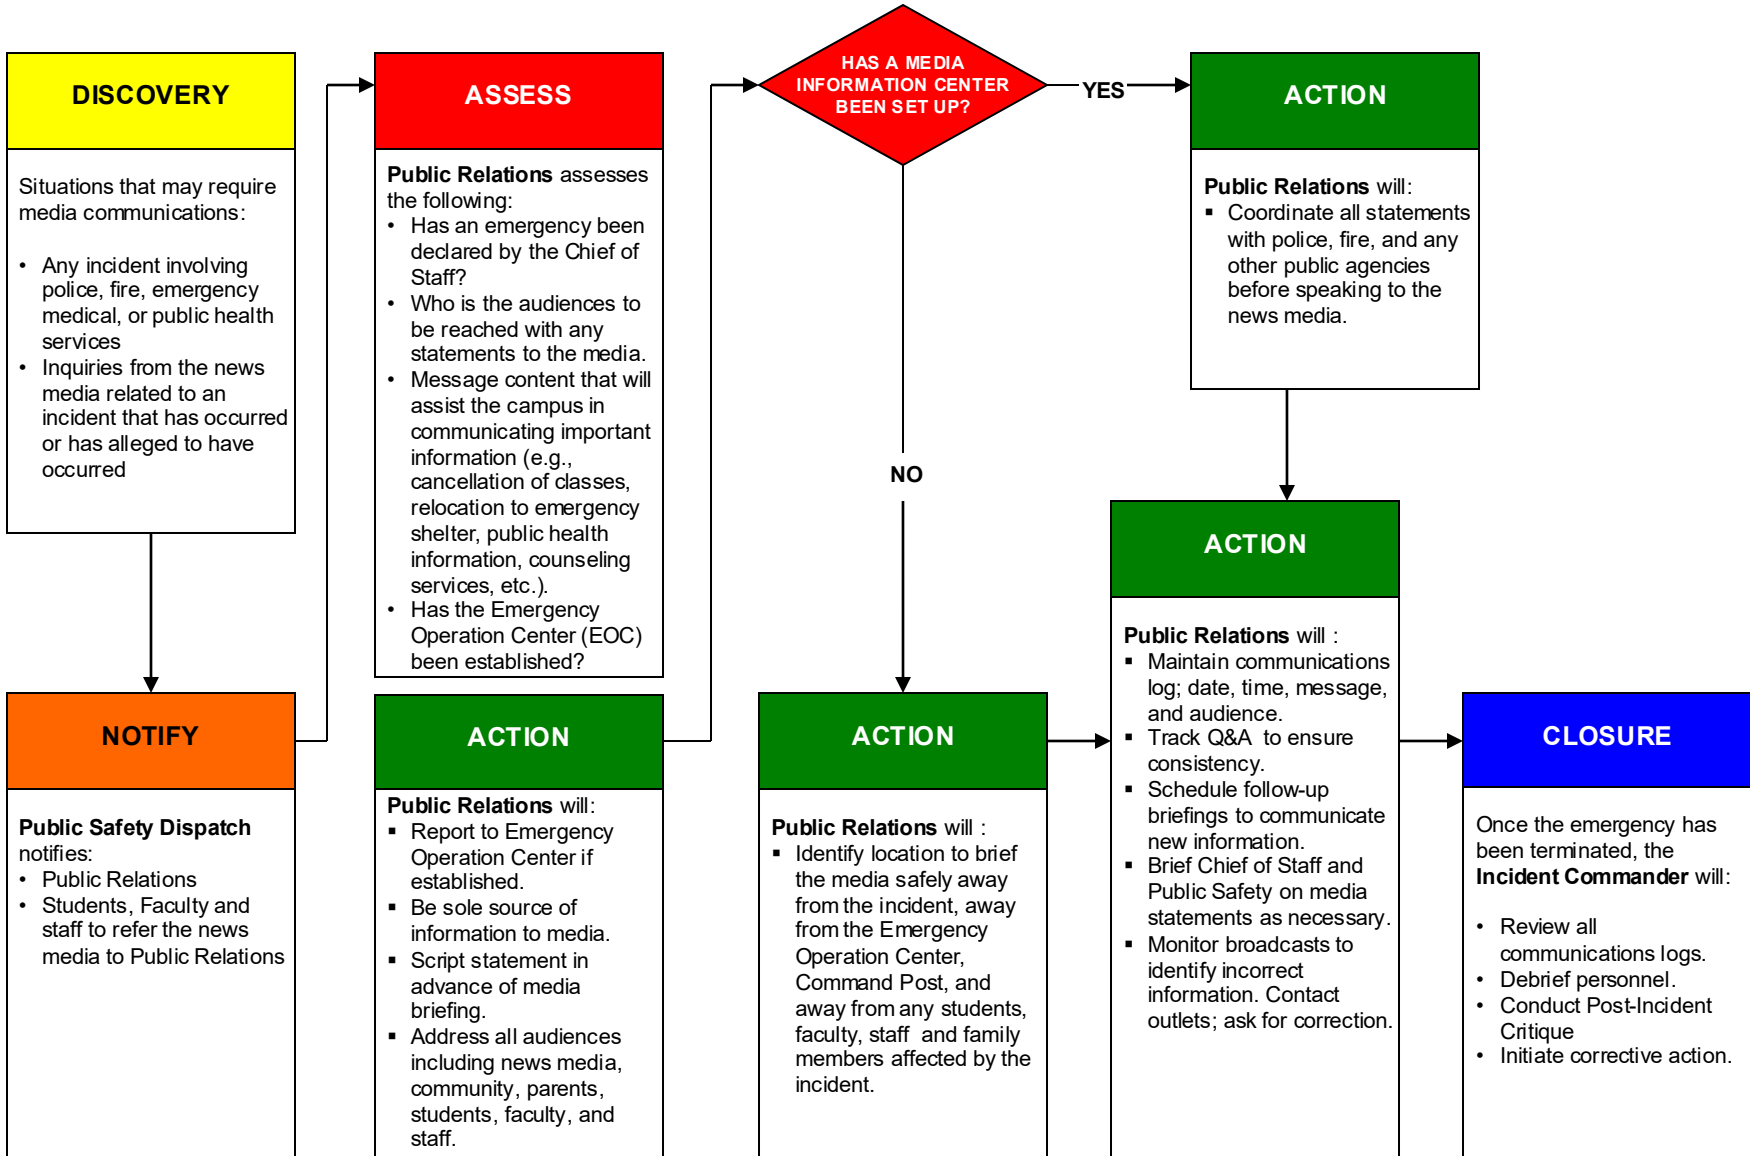 DISCOVERY
Situations that may require
media communications:
• Any incident involving
police, fire, emergency
medical, or public health
services
• Inquiries from the news
media related to an
incident that has occurred
or has alleged to have
occurred
NOTIFY
Public Safety Dispatch
notifies:
• Public Relations
• Students, Faculty and
staff to refer the news
media to Public Relations
ASSESS
Public Relations assesses
the following:
• Has an emergency been
declared by the Chief of
Staff?
• Who is the audiences to
be reached with any
statements to the media.
• Message content that will
assist the campus in
communicating important
information (e.g.,
cancellation of classes,
relocation to emergency
shelter, public health
information, counseling
services, etc.).
• Has the Emergency
Operation Center (EOC)
been established?
ACTION
Public Relations will:
▪ Report to Emergency
Operation Center if
established.
▪ Be sole source of
information to media.
▪ Script statement in
advance of media
briefing.
▪ Address all audiences
including news media,
community, parents,
students, faculty, and
staff.
HAS A MEDIA
INFORMATION CENTER
BEEN SET UP?
YES
NO
ACTION
Public Relations will:
▪ Coordinate all statements
with police, fire, and any
other public agencies
before speaking to the
news media.
ACTION
Public Relations will :
▪ Identify location to brief
the media safely away
from the incident, away
from the Emergency
Operation Center,
Command Post, and
away from any students,
faculty, staff and family
members affected by the
incident.
ACTION
Public Relations will :
▪ Maintain communications
log; date, time, message,
and audience.
▪ Track Q&A to ensure
consistency.
▪ Schedule follow-up
briefings to communicate
new information.
▪ Brief Chief of Staff and
Public Safety on media
statements as necessary.
▪ Monitor broadcasts to
identify incorrect
information. Contact
outlets; ask for correction.
CLOSURE
Once the emergency has
been terminated, the
Incident Commander will:
• Review all
communications logs.
• Debrief personnel.
• Conduct Post-Incident
Critique
• Initiate corrective action.